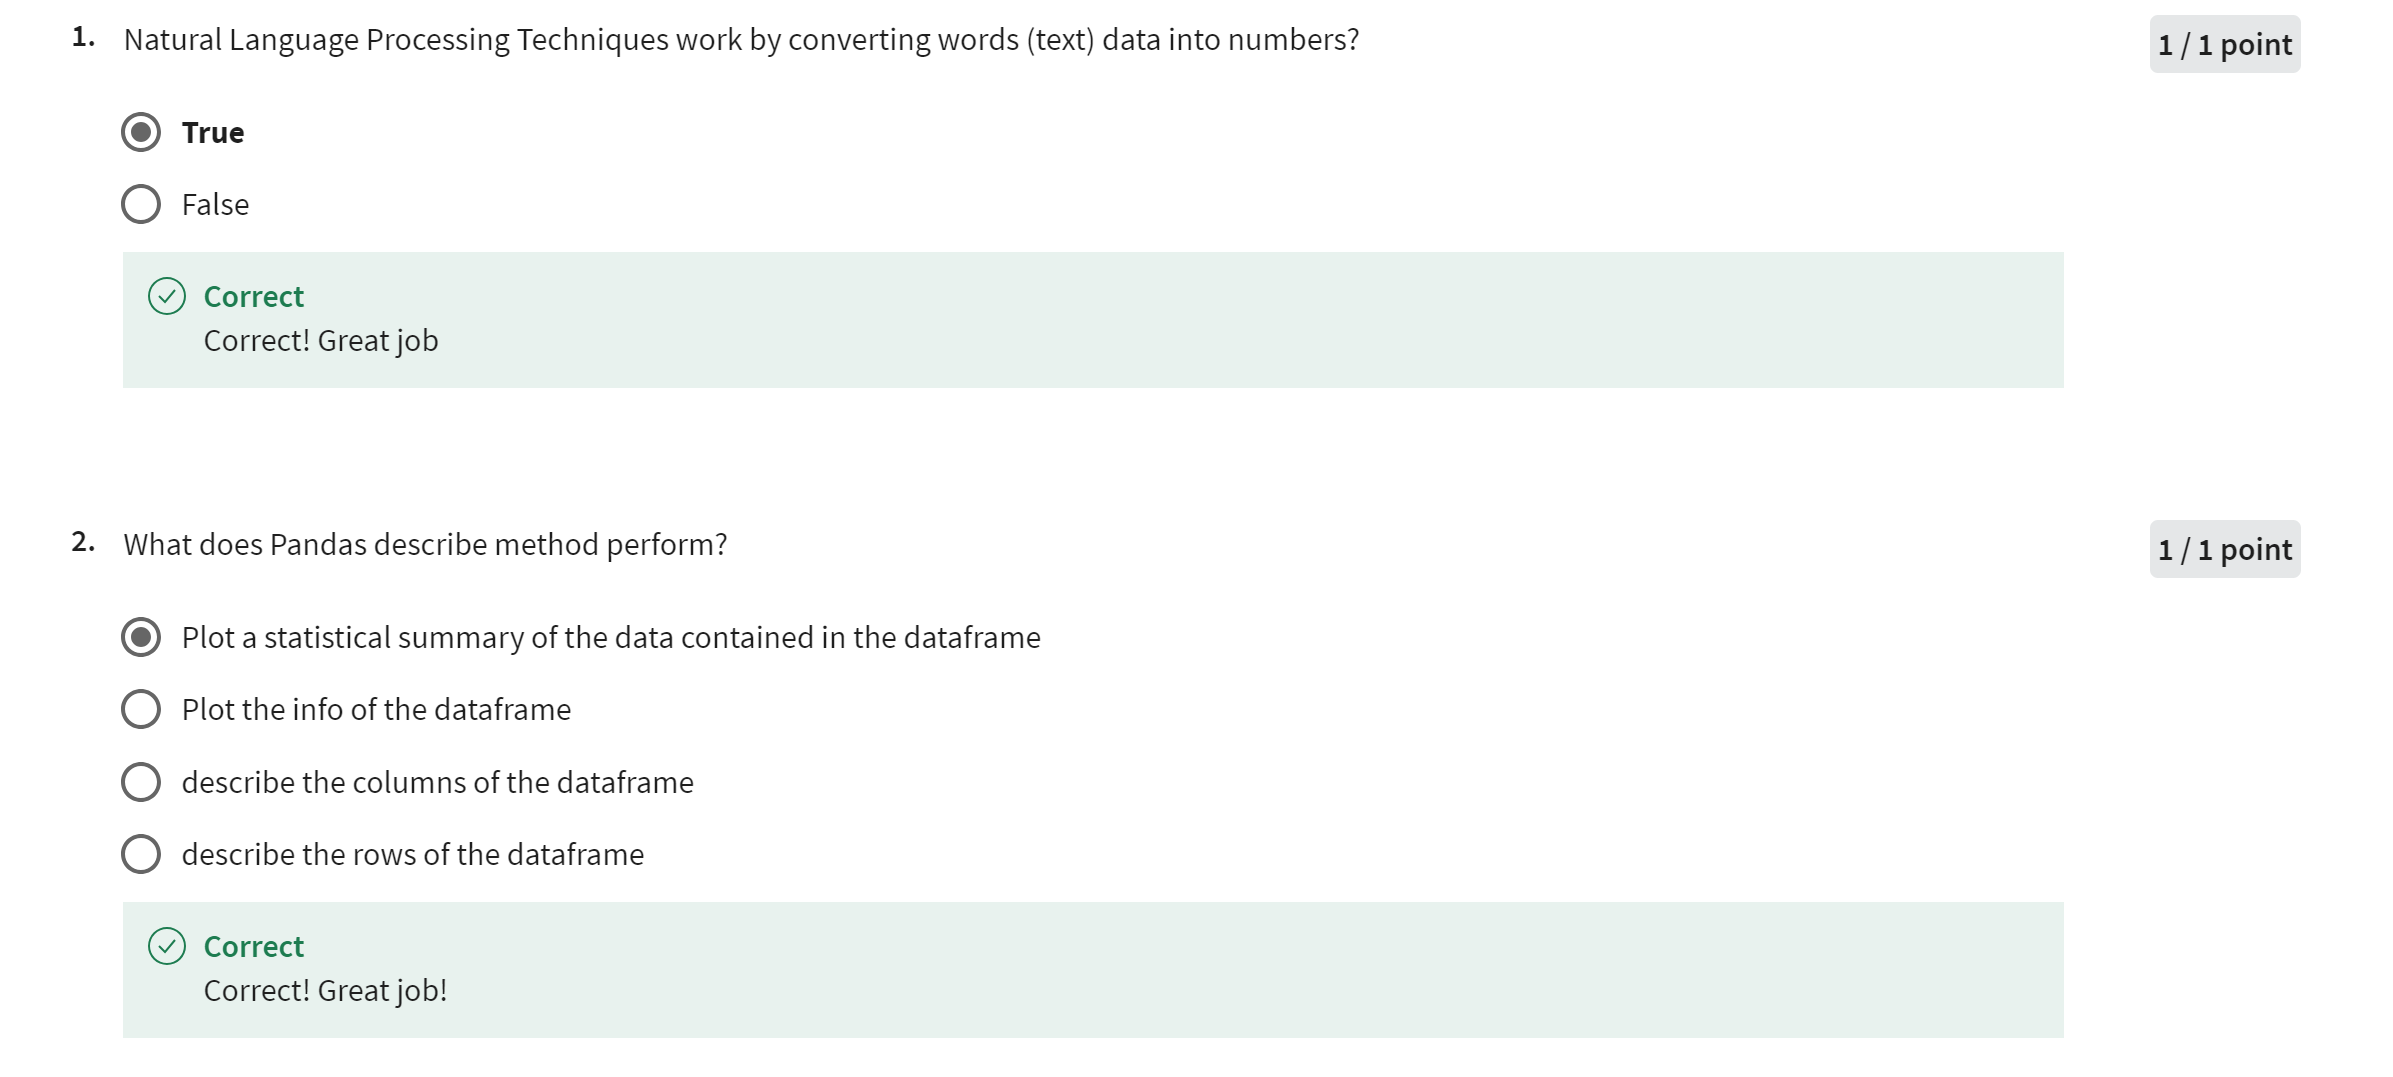 1. Natural Language Processing Techniques work by converting words (text) data into numbers?
1 / 1 point
True
False
Correct
Correct! Great job
2. What does Pandas describe method perform?
1 / 1 point
Plot a statistical summary of the data contained in the dataframe
Plot the info of the dataframe
describe the columns of the dataframe
describe the rows of the dataframe
Correct
Correct! Great job!